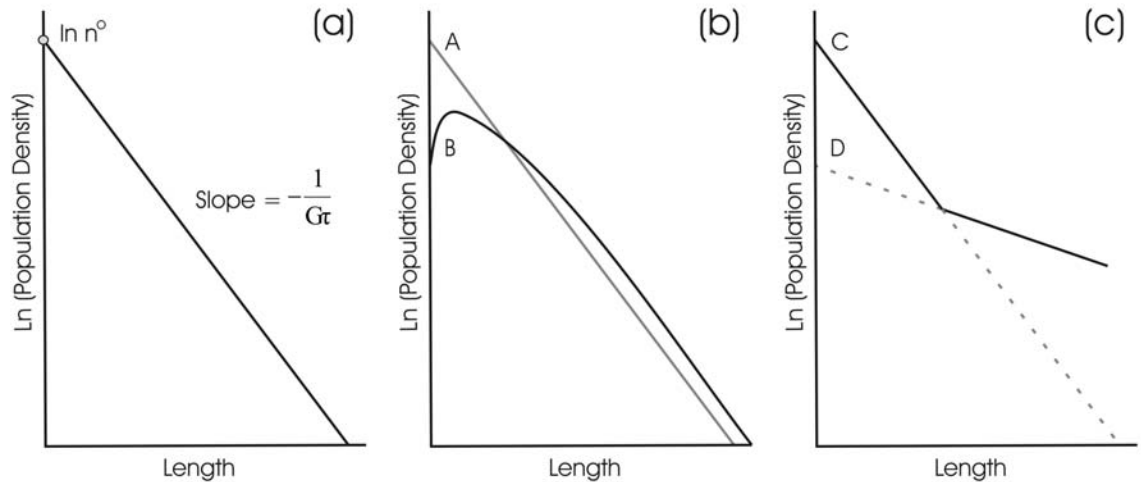 (a)
ln n°
Ln (Population Density)
Slope = -1/Gτ
Length
(b)
A
B
Ln (Population Density)
Length
(c)
C
D
Ln (Population Density)
Length